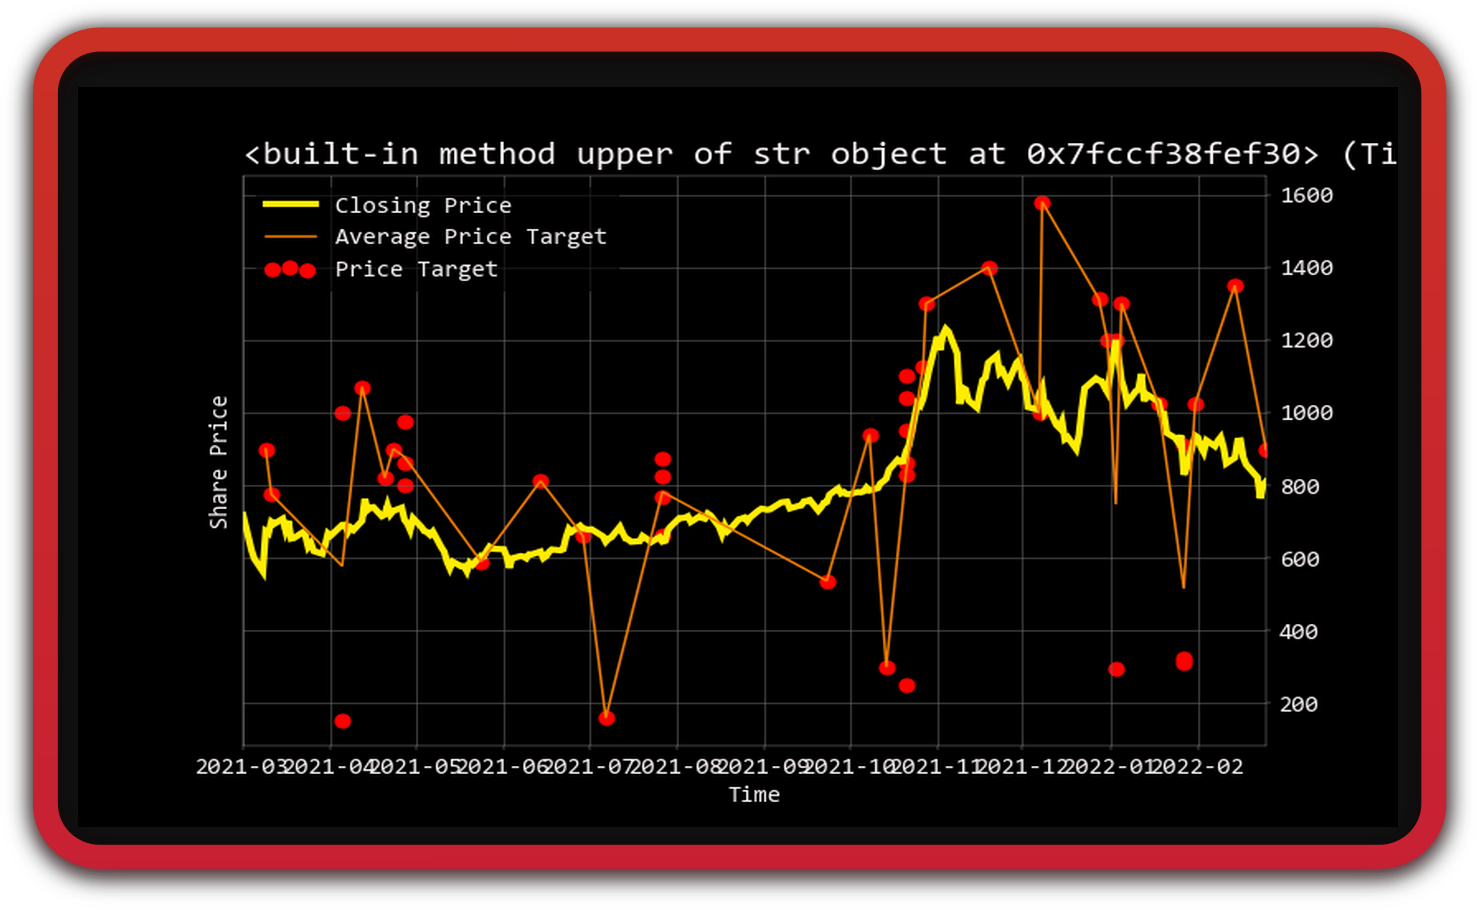 <built-in method upper of str object at 0x7fccf38fef30> (Ti
Closing Price
Average Price Target
Price Target
1600
1400
1200
1000
800
600
400
200
Share Price
2021-03 2021-04 2021-05 2021-06 2021-07 2021-08 2021-09 2021-10 2021-11 2021-12 2022-01 2022-02
Time